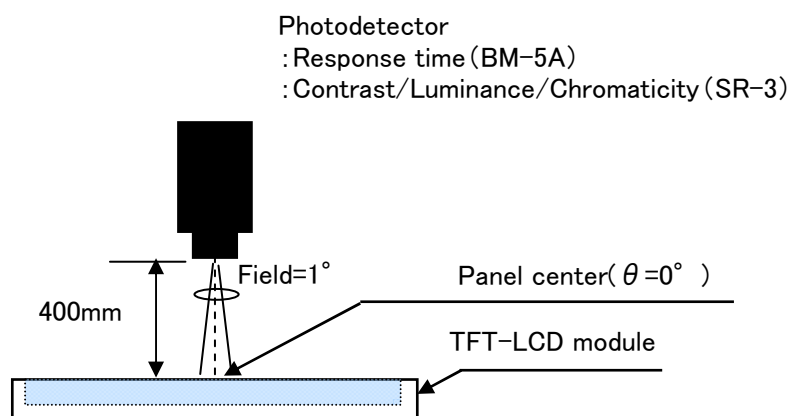 Photodetector
:Response time(BM-5A)
:Contrast/Luminance/Chromaticity(SR-3)
Field=1°
Panel center(θ=0° )
400mm
TFT-LCD module